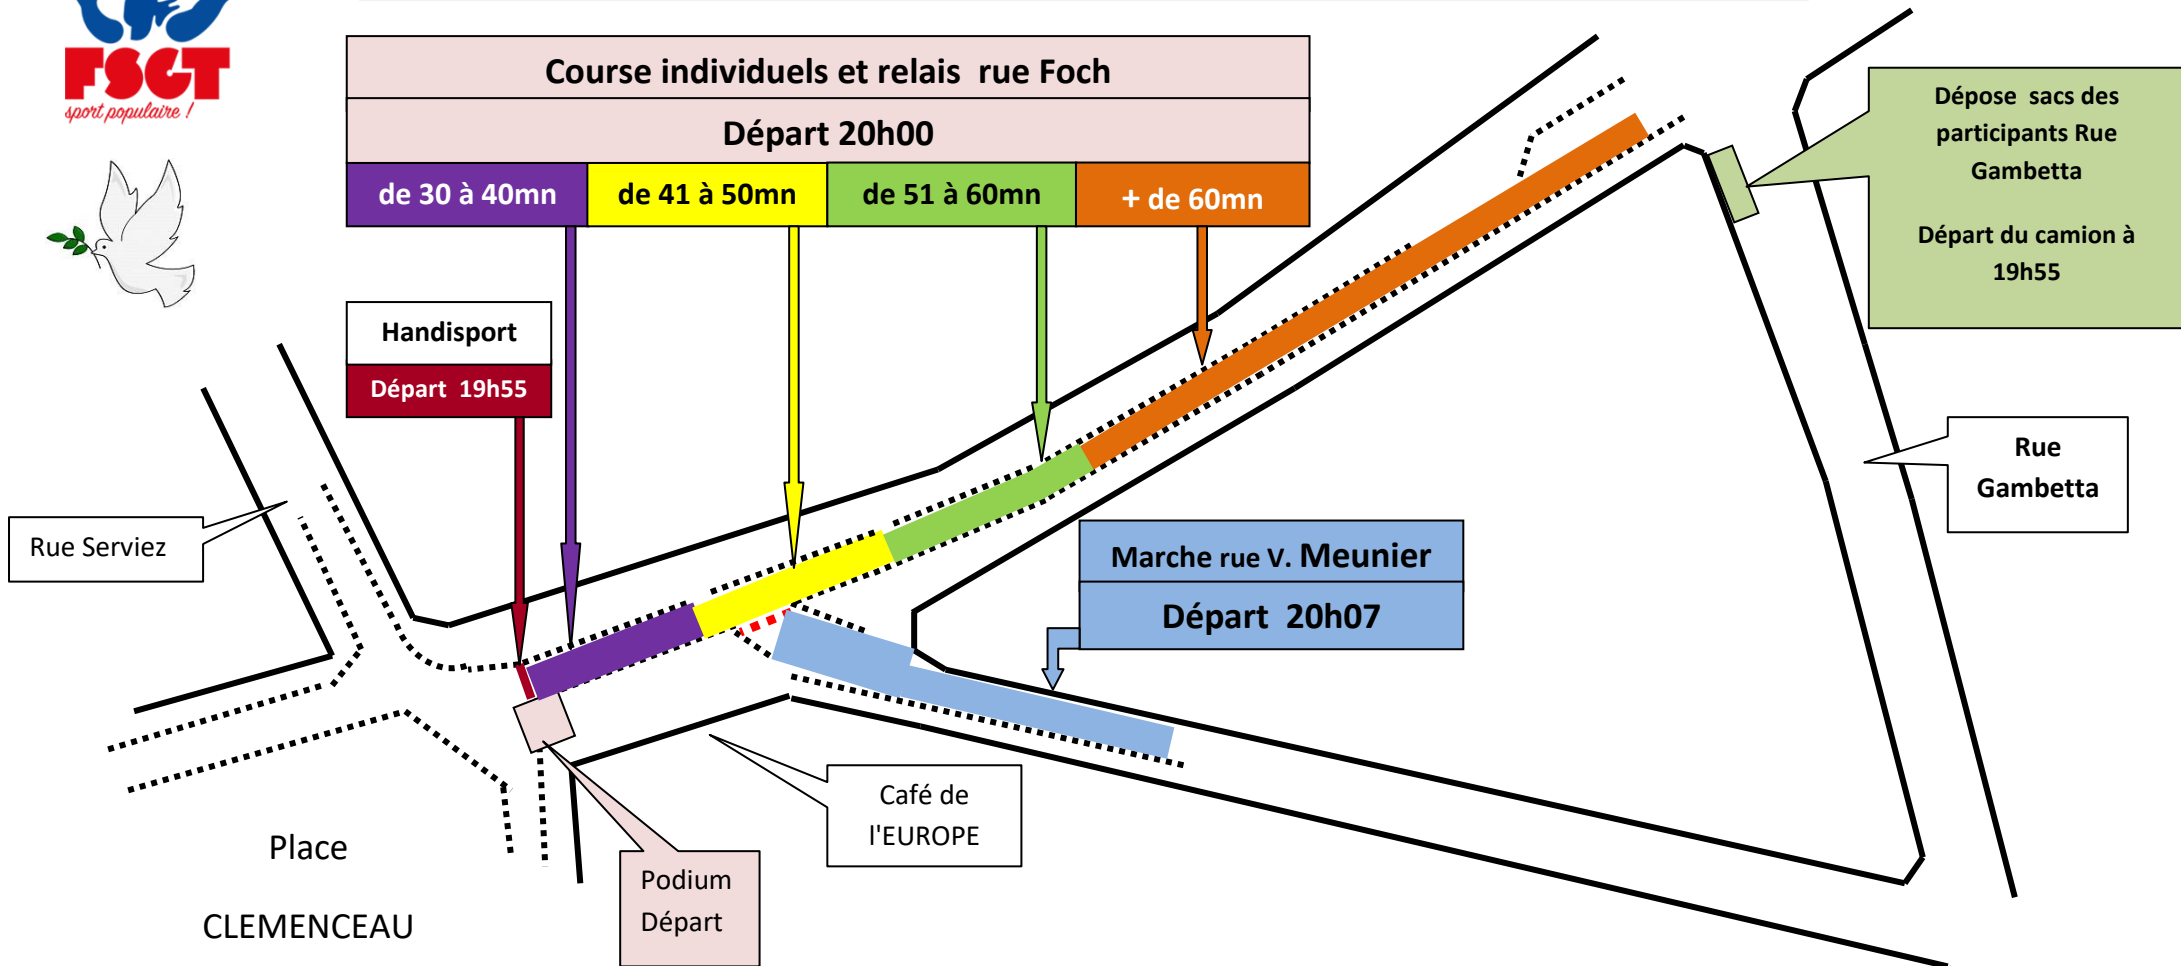 FSGT
sport populaire !
Course individuels et relais rue Foch
Départ 20h00
de 30 à 40mn
de 41 à 50mn
de 51 à 60mn
+ de 60mn
Dépose sacs des
participants Rue
Gambetta
Départ du camion à
19h55
Handisport
Départ 19h55
Rue
Gambetta
Rue Serviez
Marche rue V. Meunier
Départ 20h07
Café de
l'EUROPE
Place
CLEMENCEAU
Podium
Départ